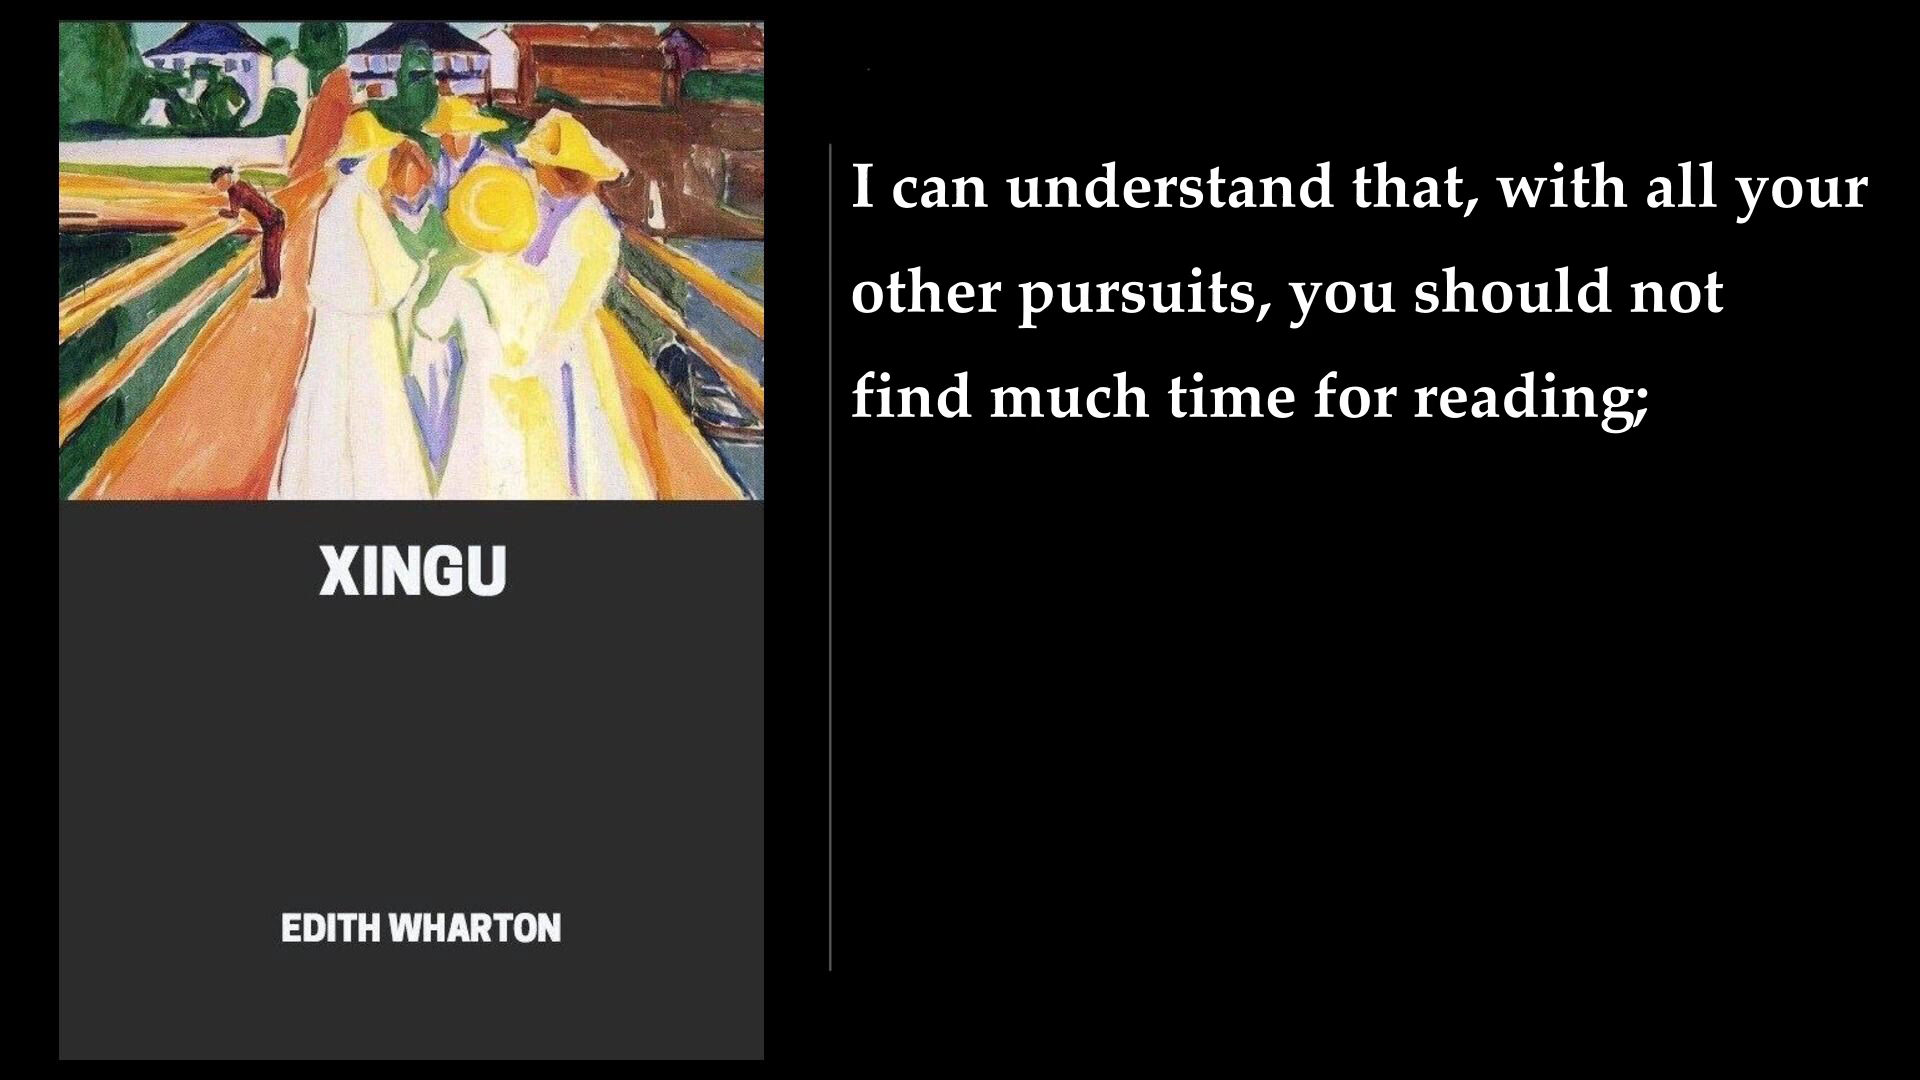 XINGU
EDITH WHARTON
I can understand that, with all your
other pursuits, you should not
find much time for reading;